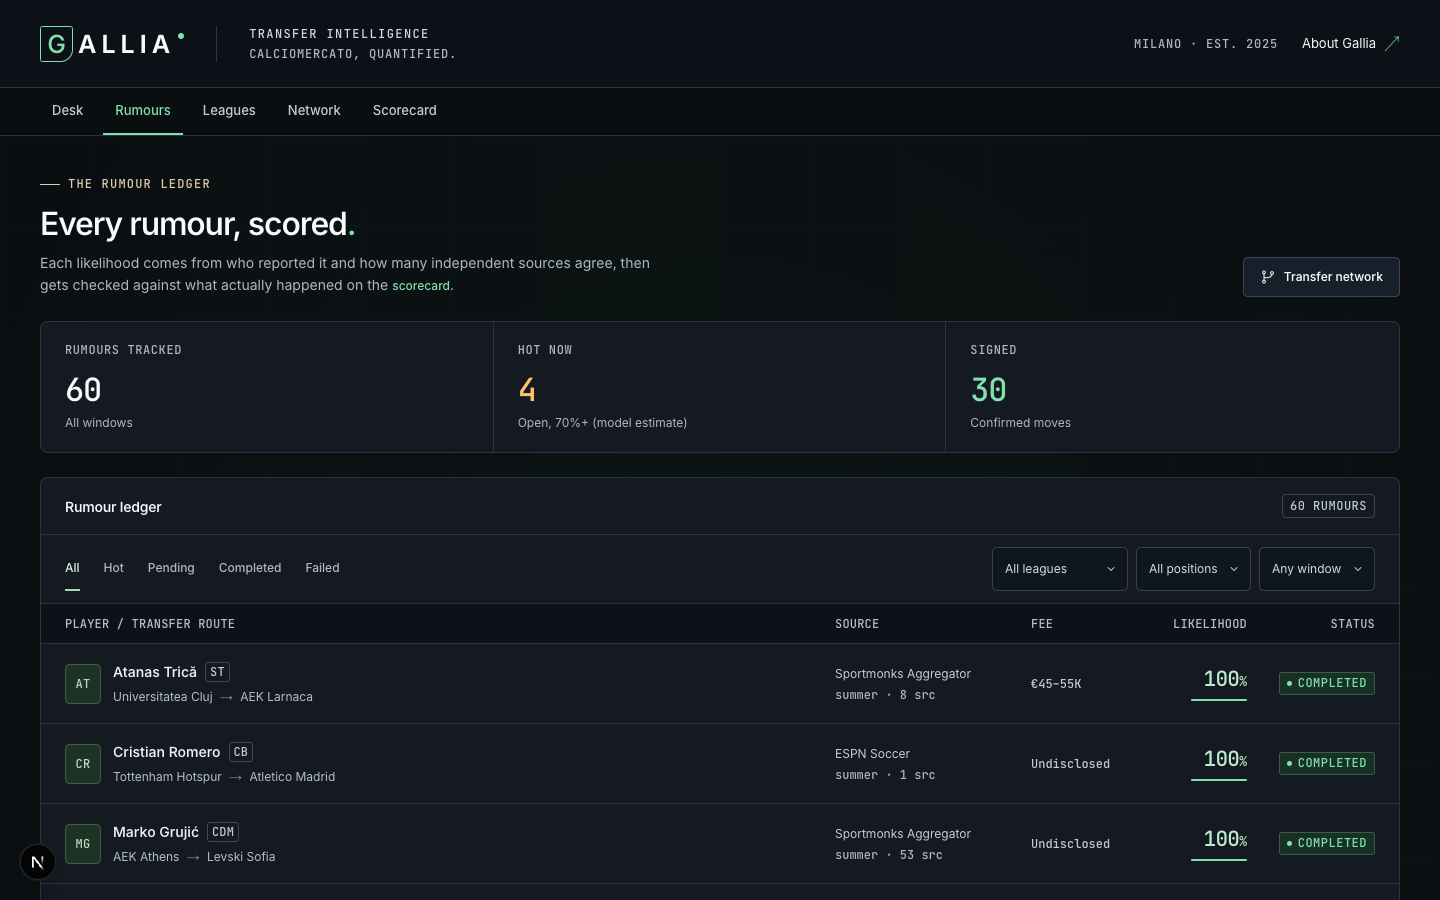 GALLIA
TRANSFER INTELLIGENCE
CALCIOMERCATO, QUANTIFIED.
MILANO · EST. 2025
About Gallia
Desk
Rumours
Leagues
Network
Scorecard
THE RUMOUR LEDGER
Every rumour, scored.
Each likelihood comes from who reported it and how many independent sources agree, then
gets checked against what actually happened on the scorecard.
Transfer network
RUMOURS TRACKED
60
All windows
HOT NOW
4
Open, 70%+ (model estimate)
SIGNED
30
Confirmed moves
Rumour ledger
60 RUMOURS
All
Hot
Pending
Completed
Failed
All leagues
All positions
Any window
PLAYER / TRANSFER ROUTE
SOURCE
FEE
LIKELIHOOD
STATUS
AT
Atanas Trică
ST
Universitatea Cluj → AEK Larnaca
Sportmonks Aggregator
summer · 8 src
€45–55K
100%
COMPLETED
CR
Cristian Romero
CB
Tottenham Hotspur → Atletico Madrid
ESPN Soccer
summer · 1 src
Undisclosed
100%
COMPLETED
MG
Marko Grujić
CDM
AEK Athens → Levski Sofia
Sportmonks Aggregator
summer · 53 src
Undisclosed
100%
COMPLETED
N